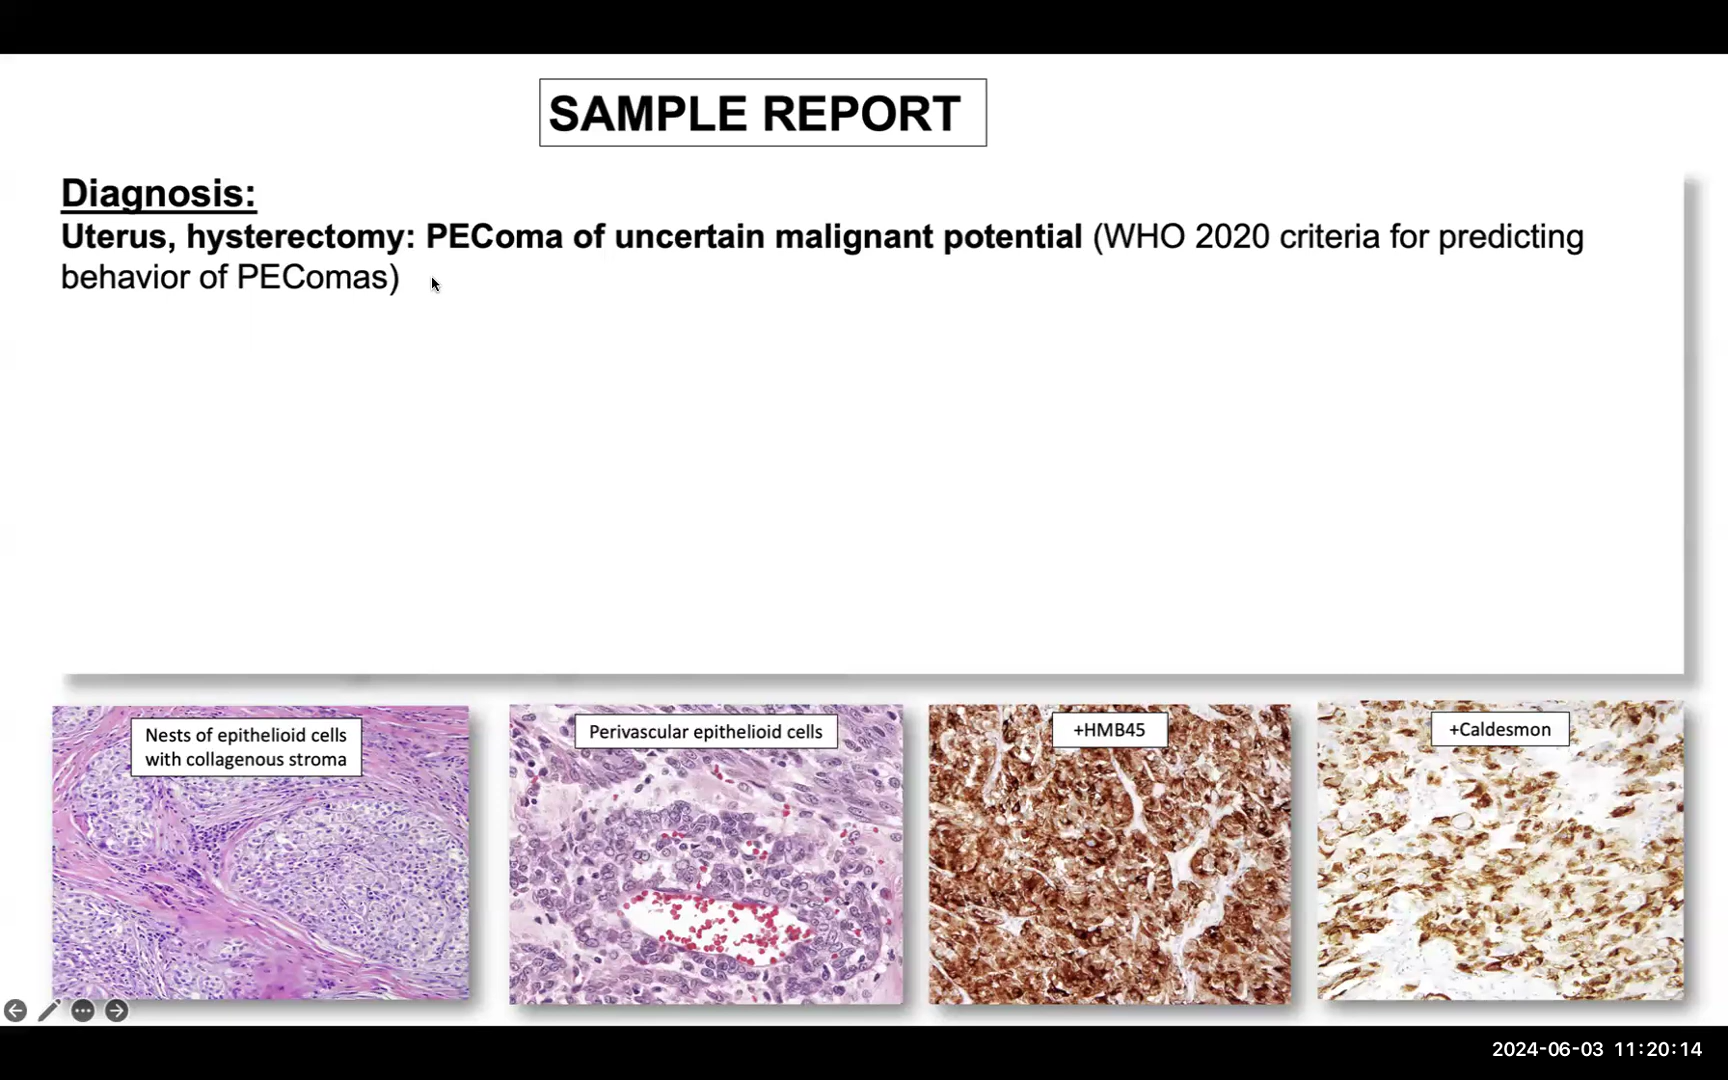 SAMPLE REPORT
Diagnosis:
Uterus, hysterectomy: PEComa of uncertain malignant potential (WHO 2020 criteria for predicting
behavior of PEComas)
Nests of epithelioid cells
with collagenous stroma
Perivascular epithelioid cells
+HMB45
+Caldesmon
2024-06-03 11:20:14